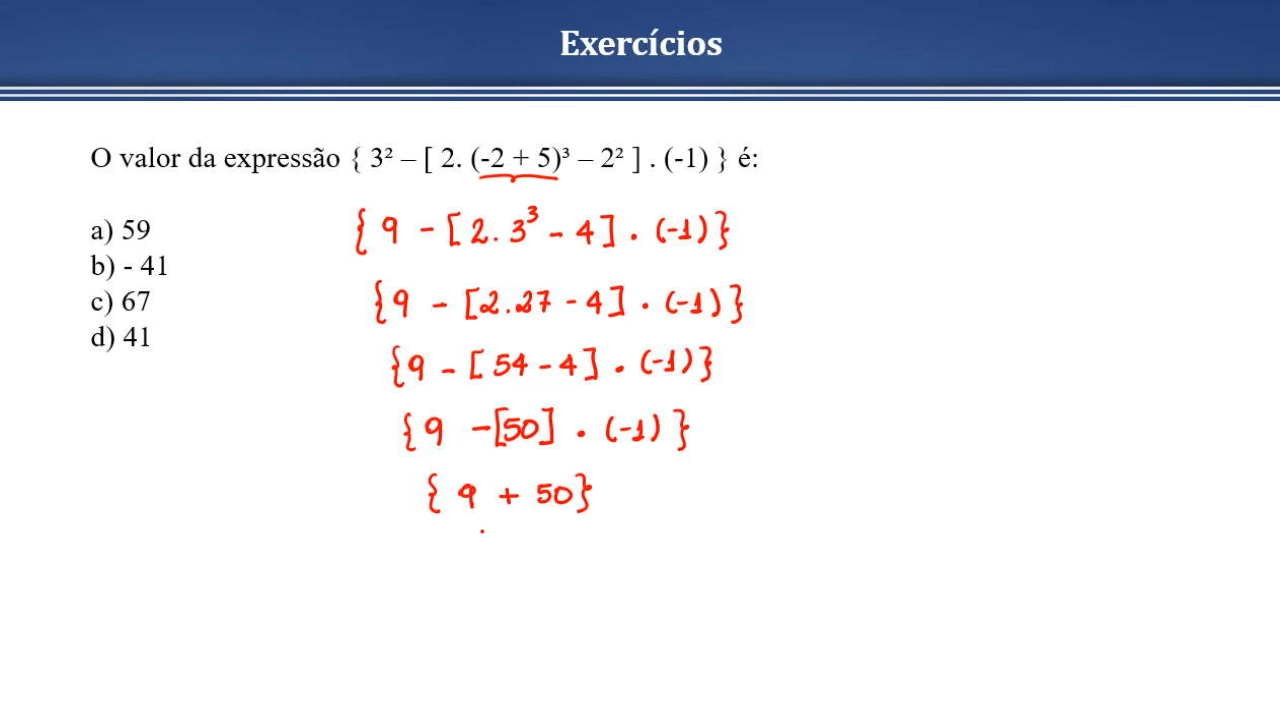 Exercícios
O valor da expressão { 3² – [ 2. (-2 + 5)³ – 2² ] . (-1) } é:
a) 59
b) - 41
c) 67
d) 41
{ 9 - [ 2. 3³ - 4 ] . (-1) }
{ 9 - [ 2.27 - 4 ] . (-1) }
{ 9 - [ 54 - 4 ] . (-1) }
{ 9 - [50] . (-1) }
{ 9 + 50 }